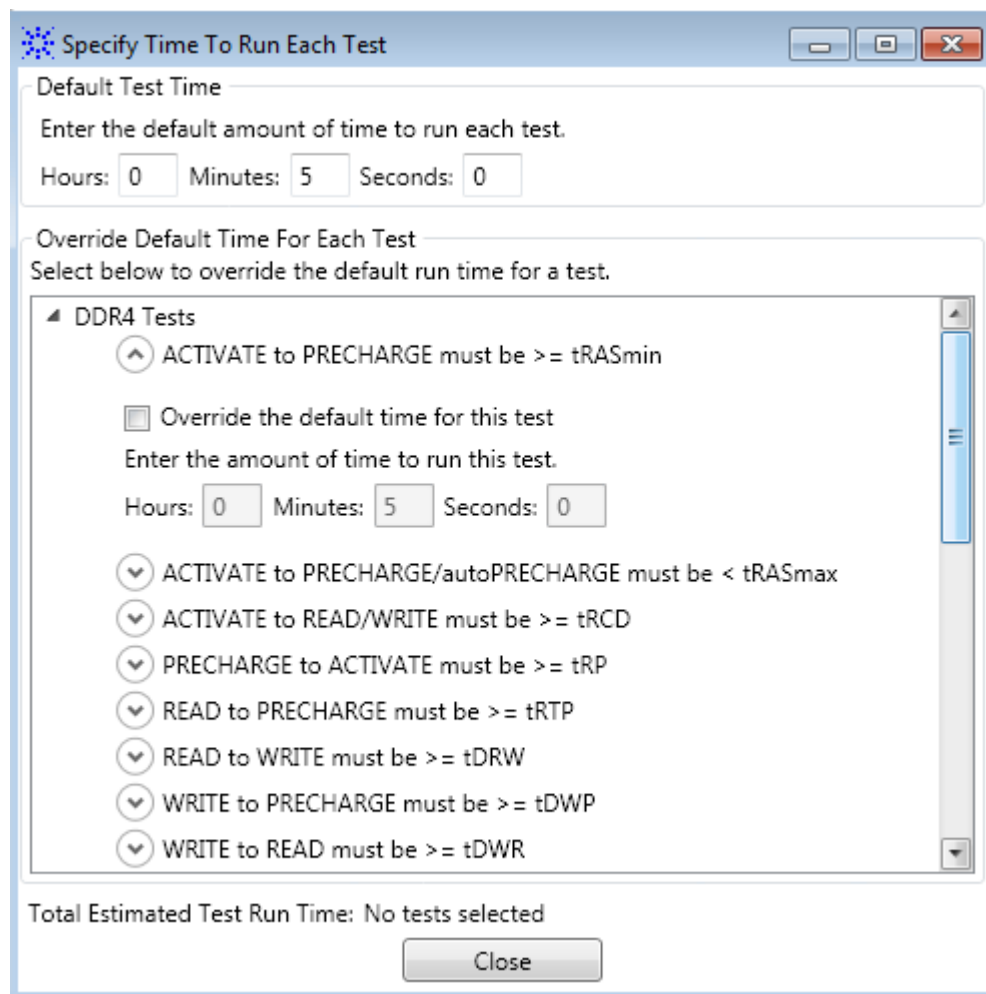 Specify Time To Run Each Test
Default Test Time
Enter the default amount of time to run each test.
Hours: 0 Minutes: 5 Seconds: 0
Override Default Time For Each Test
Select below to override the default run time for a test.
DDR4 Tests
ACTIVATE to PRECHARGE must be >= tRASmin
Override the default time for this test
Enter the amount of time to run this test.
Hours: 0 Minutes: 5 Seconds: 0
ACTIVATE to PRECHARGE/autoPRECHARGE must be < tRASmax
ACTIVATE to READ/WRITE must be >= tRCD
PRECHARGE to ACTIVATE must be >= tRP
READ to PRECHARGE must be >= tRTP
READ to WRITE must be >= tDRW
WRITE to PRECHARGE must be >= tDWP
WRITE to READ must be >= tDWR
Total Estimated Test Run Time: No tests selected
Close